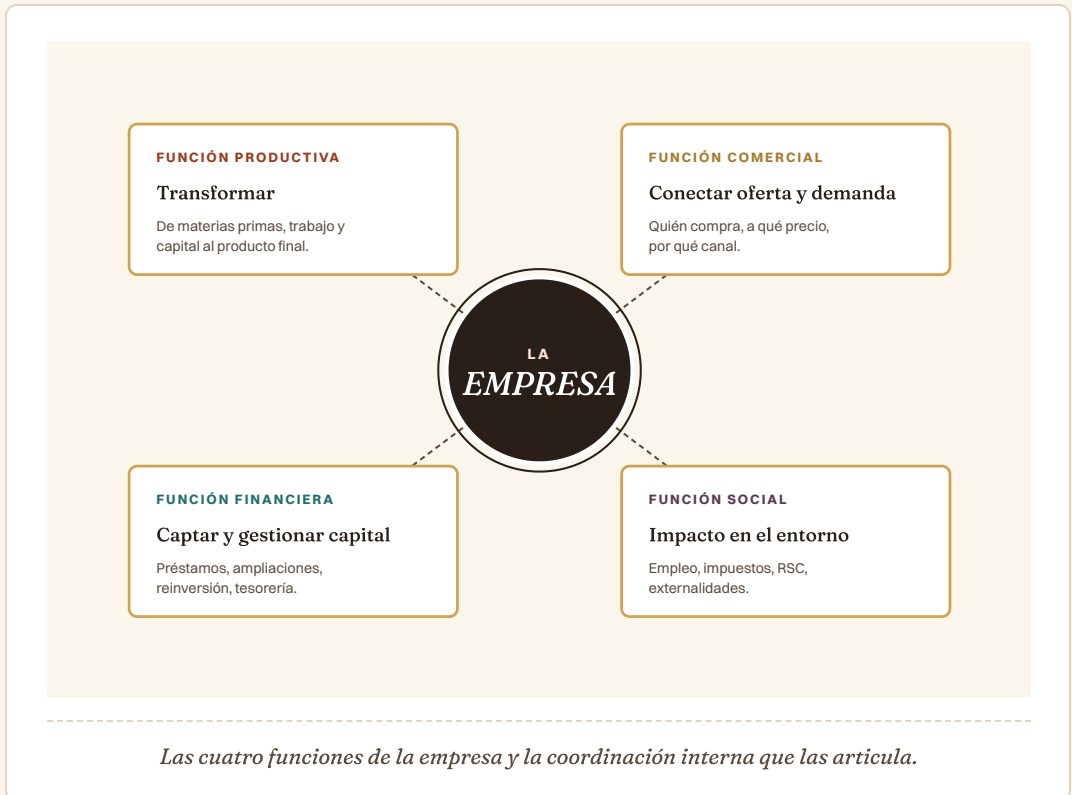 FUNCIÓN PRODUCTIVA
Transformar
De materias primas, trabajo y
capital al producto final.
FUNCIÓN COMERCIAL
Conectar oferta y demanda
Quién compra, a qué precio,
por qué canal.
LA
EMPRESA
FUNCIÓN FINANCIERA
Captar y gestionar capital
Préstamos, ampliaciones,
reinversión, tesorería.
FUNCIÓN SOCIAL
Impacto en el entorno
Empleo, impuestos, RSC,
externalidades.
Las cuatro funciones de la empresa y la coordinación interna que las articula.